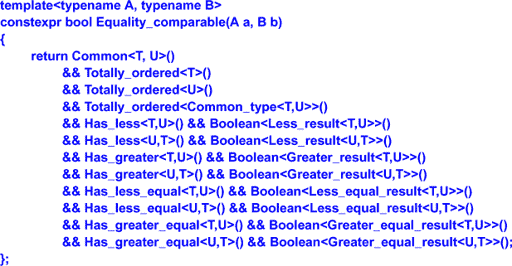 template<typename A, typename B>
constexpr bool Equality_comparable(A a, B b)
{
return Common<T, U>()
&& Totally_ordered<T>()
&& Totally_ordered<U>()
&& Totally_ordered<Common_type<T,U>>()
&& Has_less<T,U>() && Boolean<Less_result<T,U>>()
&& Has_less<U,T>() && Boolean<Less_result<U,T>>()
&& Has_greater<T,U>() && Boolean<Greater_result<T,U>>()
&& Has_greater<U,T>() && Boolean<Greater_result<U,T>>()
&& Has_less_equal<T,U>() && Boolean<Less_equal_result<T,U>>()
&& Has_less_equal<U,T>() && Boolean<Less_equal_result<U,T>>()
&& Has_greater_equal<T,U>() && Boolean<Greater_equal_result<T,U>>()
&& Has_greater_equal<U,T>() && Boolean<Greater_equal_result<U,T>>();
};